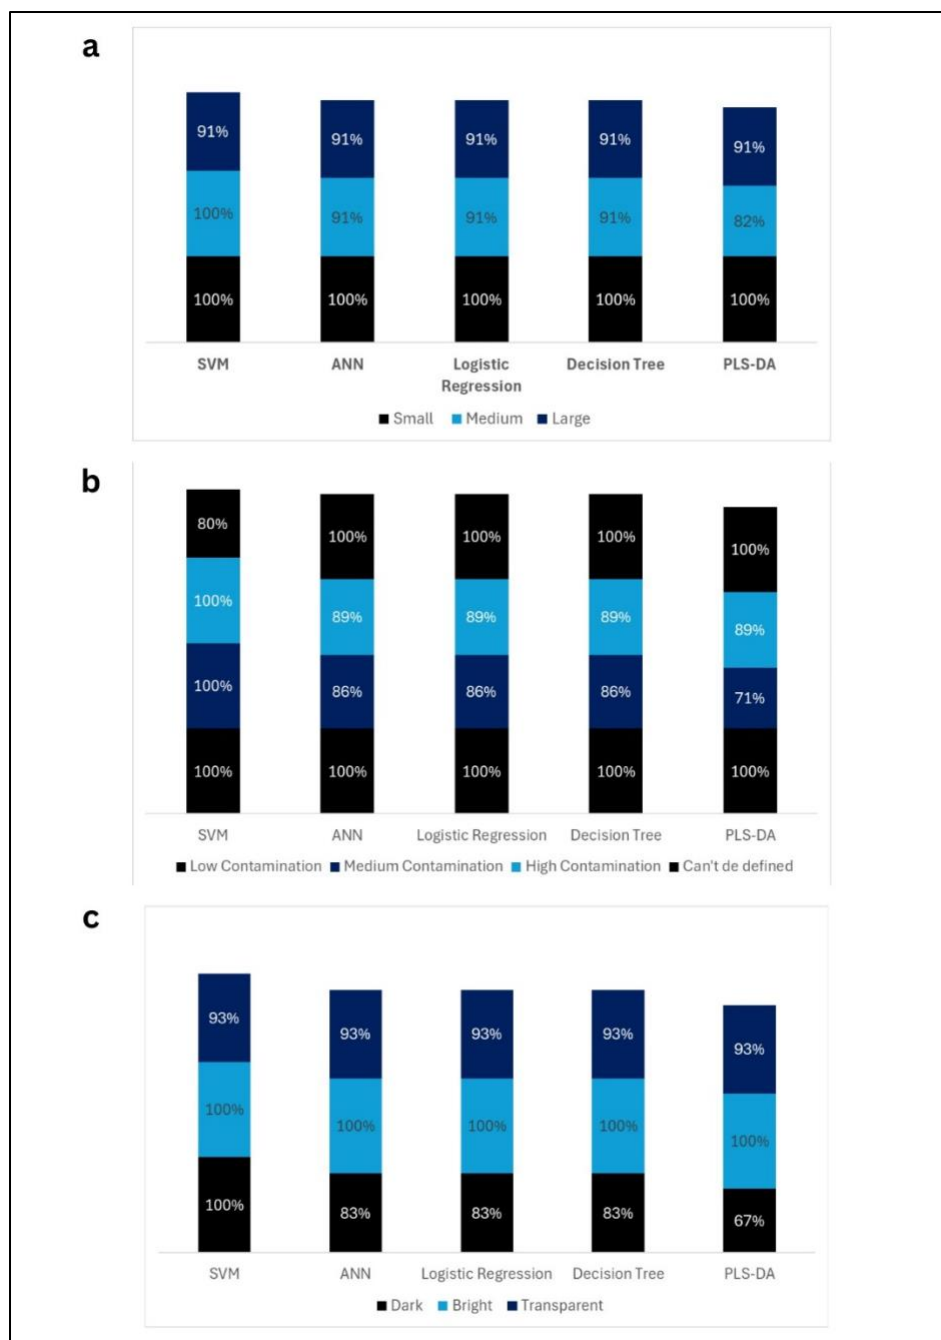 a
91% 91% 91% 91% 91%
100% 91% 91% 91% 82%
100% 100% 100% 100% 100%
SVM ANN Logistic Regression Decision Tree PLS-DA
Small Medium Large
b
80% 100% 100% 100% 100%
100% 89% 89% 89% 89%
100% 86% 86% 86% 71%
100% 100% 100% 100% 100%
SVM ANN Logistic Regression Decision Tree PLS-DA
Low Contamination Medium Contamination High Contamination Can't de defined
c
93% 93% 93% 93% 93%
100% 100% 100% 100% 100%
100% 83% 83% 83% 67%
SVM ANN Logistic Regression Decision Tree PLS-DA
Dark Bright Transparent